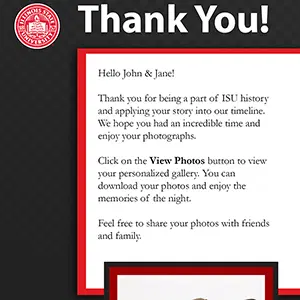 ILLINOIS STATE UNIVERSITY
Thank You!
Hello John & Jane!
Thank you for being a part of ISU history
and applying your story into our timeline.
We hope you had an incredible time and
enjoy your photographs.
Click on the View Photos button to view
your personalized gallery. You can
download your photos and enjoy the
memories of the night.
Feel free to share your photos with friends
and family.